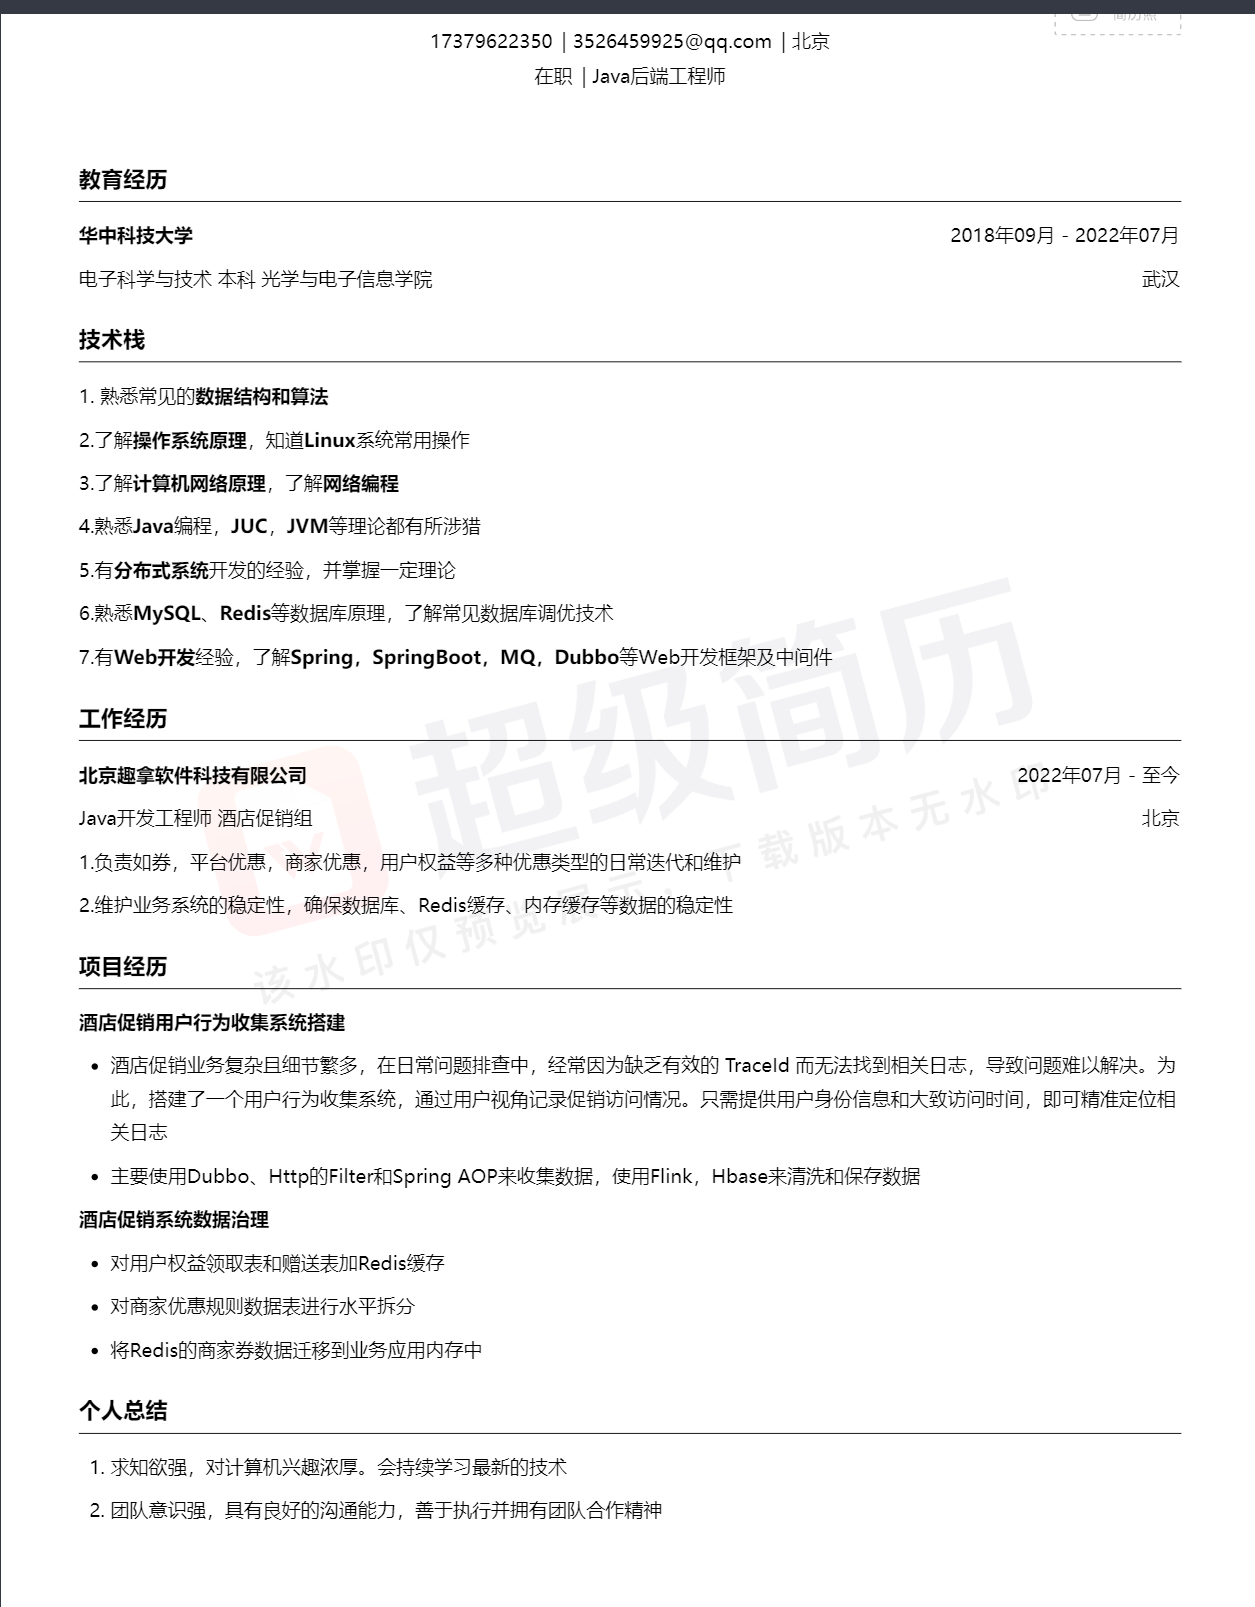 简历照
17379622350 | 3526459925@qq.com | 北京
在职 | Java后端工程师
教育经历
华中科技大学 2018年09月 - 2022年07月
电子科学与技术 本科 光学与电子信息学院 武汉
技术栈
1. 熟悉常见的数据结构和算法
2.了解操作系统原理，知道Linux系统常用操作
3.了解计算机网络原理，了解网络编程
4.熟悉Java编程，JUC，JVM等理论都有所涉猎
5.有分布式系统开发的经验，并掌握一定理论
6.熟悉MySQL、Redis等数据库原理，了解常见数据库调优技术
7.有Web开发经验，了解Spring，SpringBoot，MQ，Dubbo等Web开发框架及中间件
超级简历
该水印仅预览展示，下载版本无水印
工作经历
北京趣拿软件科技有限公司 2022年07月 - 至今
Java开发工程师 酒店促销组 北京
1.负责如券，平台优惠，商家优惠，用户权益等多种优惠类型的日常迭代和维护
2.维护业务系统的稳定性，确保数据库、Redis缓存、内存缓存等数据的稳定性
项目经历
酒店促销用户行为收集系统搭建
• 酒店促销业务复杂且细节繁多，在日常问题排查中，经常因为缺乏有效的 TraceId 而无法找到相关日志，导致问题难以解决。为
此，搭建了一个用户行为收集系统，通过用户视角记录促销访问情况。只需提供用户身份信息和大致访问时间，即可精准定位相
关日志
• 主要使用Dubbo、Http的Filter和Spring AOP来收集数据，使用Flink，Hbase来清洗和保存数据
酒店促销系统数据治理
• 对用户权益领取表和赠送表加Redis缓存
• 对商家优惠规则数据表进行水平拆分
• 将Redis的商家券数据迁移到业务应用内存中
个人总结
1. 求知欲强，对计算机兴趣浓厚。会持续学习最新的技术
2. 团队意识强，具有良好的沟通能力，善于执行并拥有团队合作精神